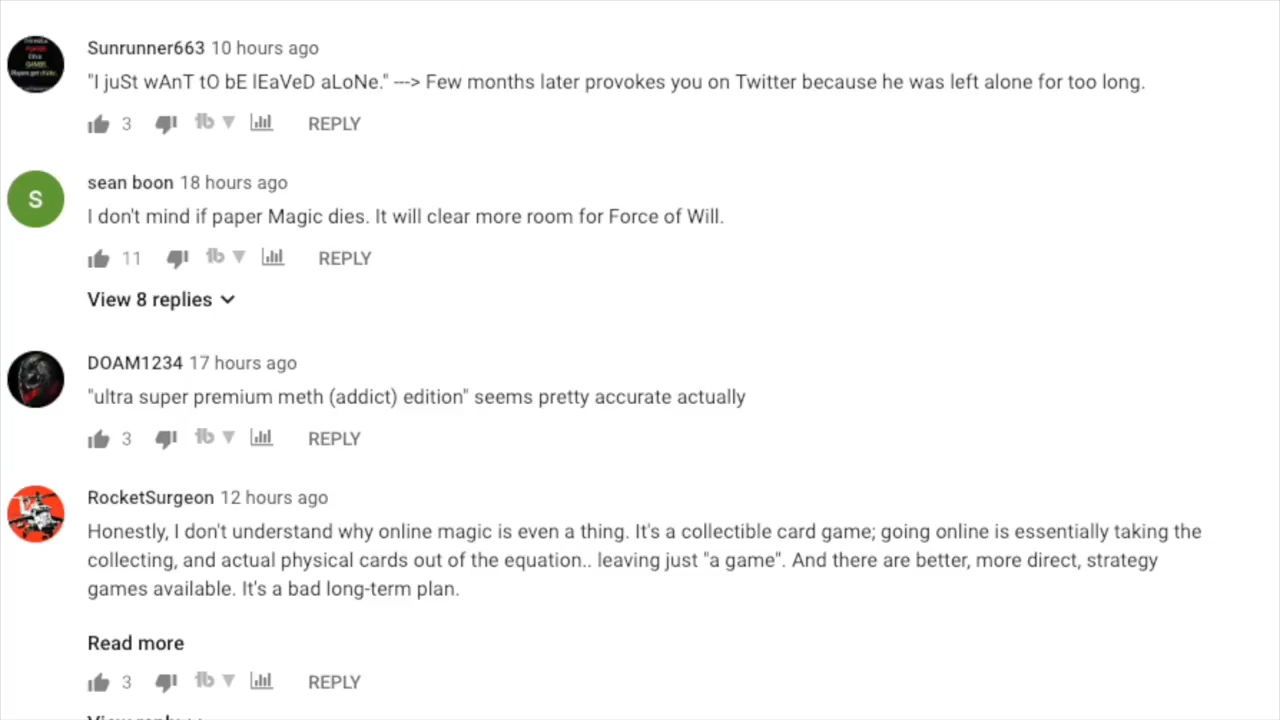 Sunrunner663 10 hours ago
"I juSt wAnT tO bE lEaVeD aLoNe." ---> Few months later provokes you on Twitter because he was left alone for too long.
3 REPLY
S
sean boon 18 hours ago
I don't mind if paper Magic dies. It will clear more room for Force of Will.
11 REPLY
View 8 replies
DOAM1234 17 hours ago
"ultra super premium meth (addict) edition" seems pretty accurate actually
3 REPLY
RocketSurgeon 12 hours ago
Honestly, I don't understand why online magic is even a thing. It's a collectible card game; going online is essentially taking the
collecting, and actual physical cards out of the equation.. leaving just "a game". And there are better, more direct, strategy
games available. It's a bad long-term plan.
Read more
3 REPLY